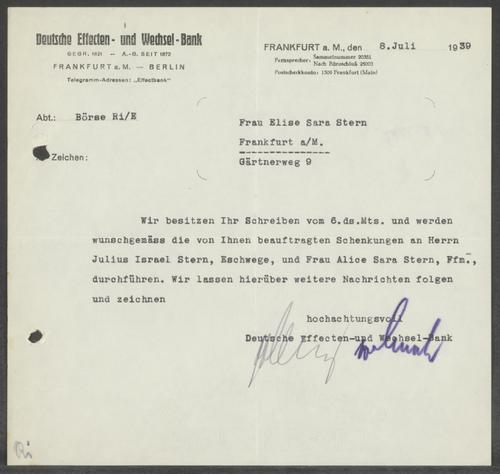 Deutsche Effecten- und Wechsel-Bank
GEGR. 1821 — A.-G. SEIT 1872
FRANKFURT A. M. — BERLIN
Telegramm-Adressen: „Effectbank“
FRANKFURT A. M., den 8.Juli 1939
Fernsprecher: Sammelnummer 20351
Nach Büroschluß 26003
Postscheckkonto: 1500 Frankfurt (Main)
Abt.: Börse Ri/E
Zeichen:
Frau Elise Sara Stern
Frankfurt a/M.
Gärtnerweg 9
Wir besitzen Ihr Schreiben vom 6.ds.Mts. und werden
wunschgemäss die von Ihnen beauftragten Schenkungen an Herrn
Julius Israel Stern, Eschwege, und Frau Alice Sara Stern, Ffm.,
durchführen. Wir lassen hierüber weitere Nachrichten folgen
und zeichnen
hochachtungsvoll
Deutsche Effecten-und Wechsel-Bank
Ri